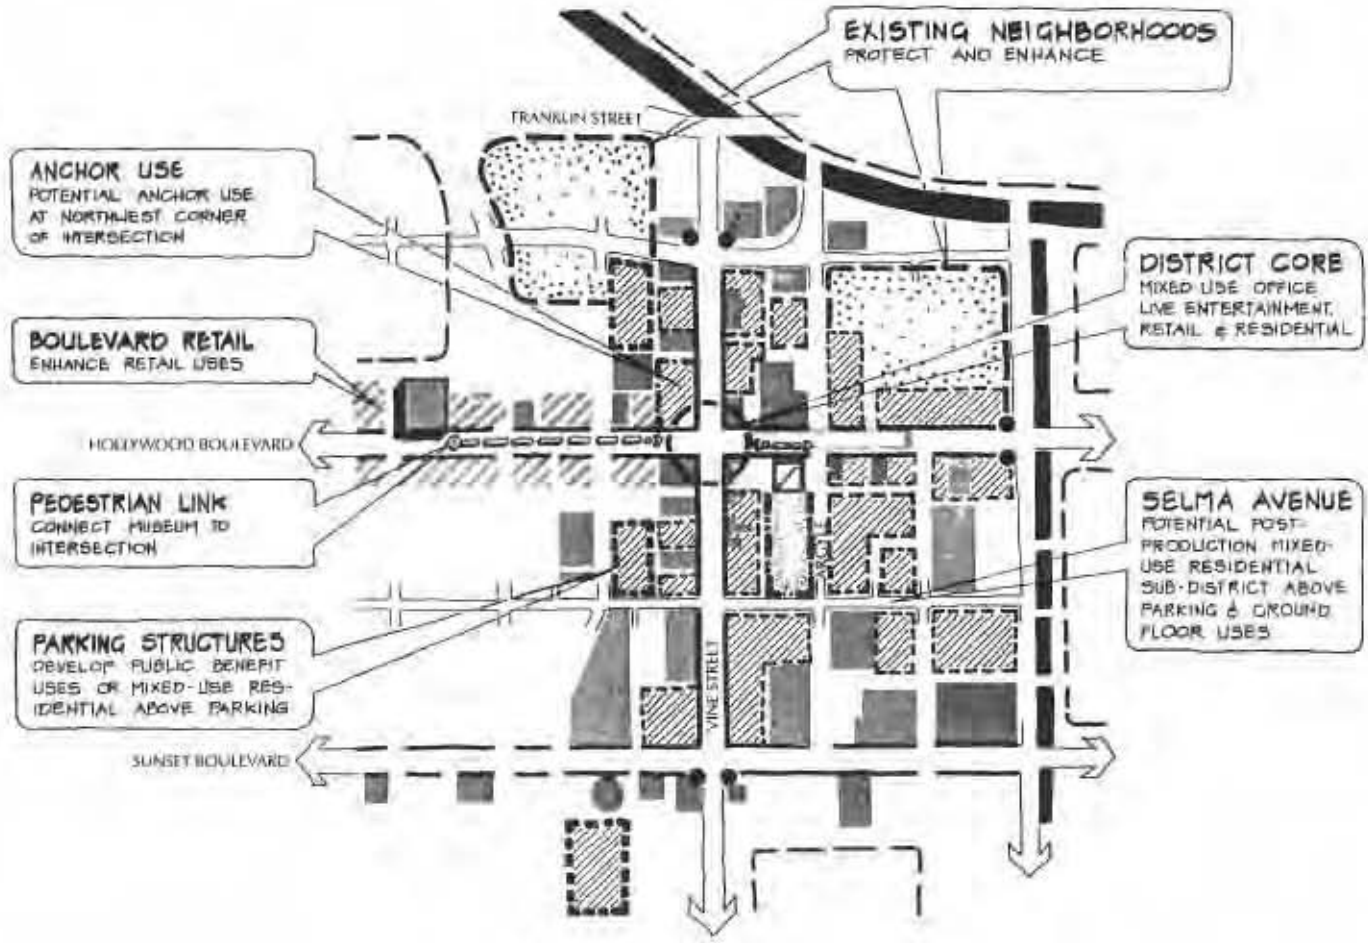 EXISTING NEIGHBORHOODS
PROTECT AND ENHANCE
FRANKLIN STREET
ANCHOR USE
POTENTIAL ANCHOR USE
AT NORTHWEST CORNER
OF INTERSECTION
DISTRICT CORE
MIXED USE OFFICE
LIVE ENTERTAINMENT,
RETAIL & RESIDENTIAL
BOULEVARD RETAIL
ENHANCE RETAIL USES
HOLLYWOOD BOULEVARD
PEDESTRIAN LINK
CONNECT MUSEUM TO
INTERSECTION
SELMA AVENUE
POTENTIAL POST-
PRODUCTION MIXED-
USE RESIDENTIAL
SUB-DISTRICT ABOVE
PARKING & GROUND
FLOOR USES
ARGYLE
PARKING STRUCTURES
DEVELOP PUBLIC BENEFIT
USES OR MIXED-USE RES-
IDENTIAL ABOVE PARKING
VINE STREET
SUNSET BOULEVARD